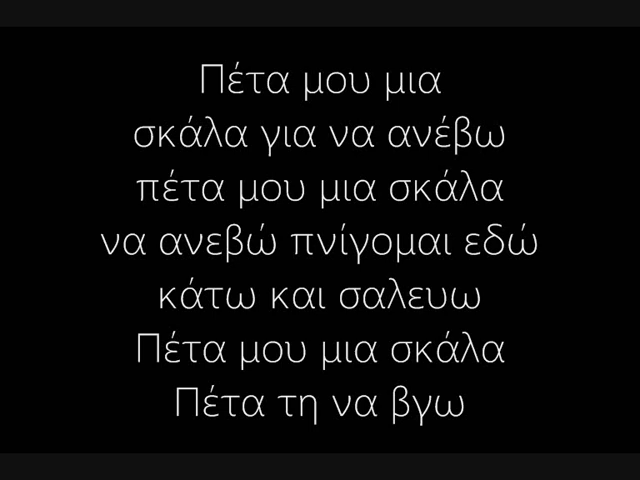 Πέτα μου μια
σκάλα για να ανέβω
πέτα μου μια σκάλα
να ανεβώ πνίγομαι εδώ
κάτω και σαλευω
Πέτα μου μια σκάλα
Πέτα τη να βγω